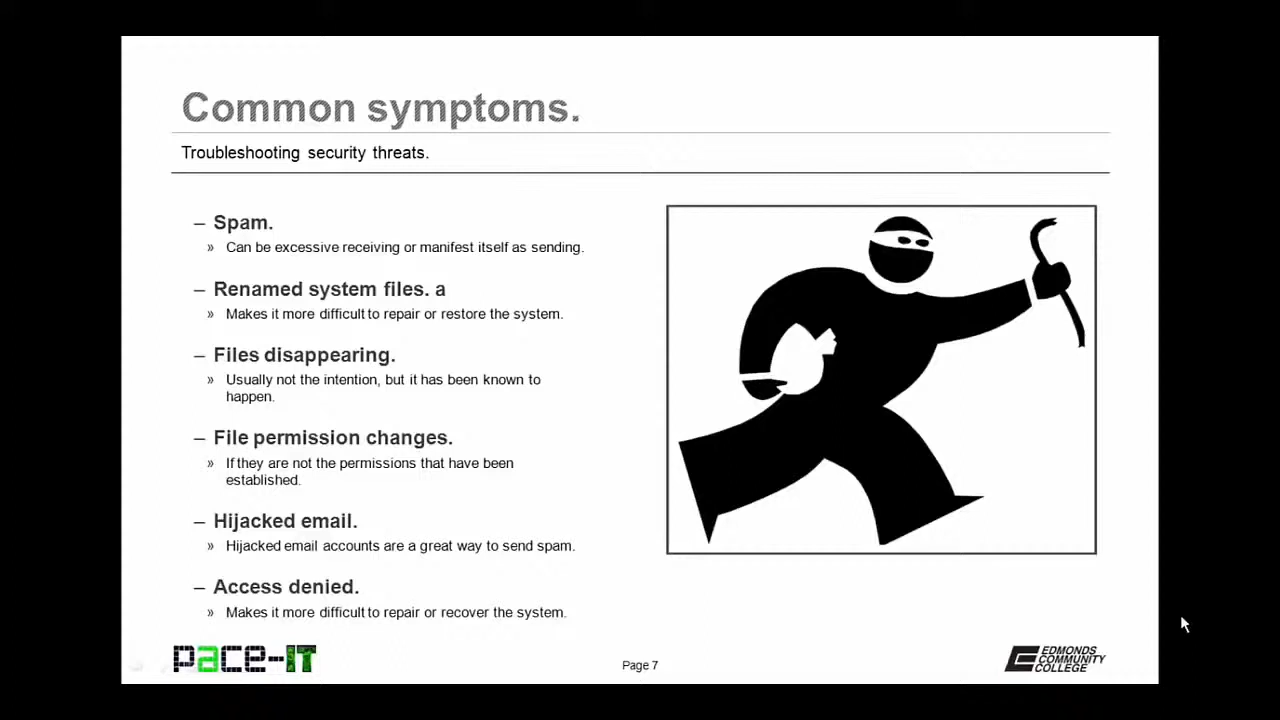 Common symptoms.
Troubleshooting security threats.
– Spam.
» Can be excessive receiving or manifest itself as sending.
– Renamed system files. a
» Makes it more difficult to repair or restore the system.
– Files disappearing.
» Usually not the intention, but it has been known to
happen.
– File permission changes.
» If they are not the permissions that have been
established.
– Hijacked email.
» Hijacked email accounts are a great way to send spam.
– Access denied.
» Makes it more difficult to repair or recover the system.
pace-IT
Page 7
EDMONDS
COMMUNITY
COLLEGE